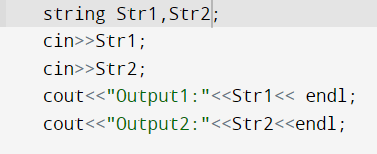 string Str1,Str2;
cin>>Str1;
cin>>Str2;
cout<<"Output1:"<<Str1<< endl;
cout<<"Output2:"<<Str2<<endl;